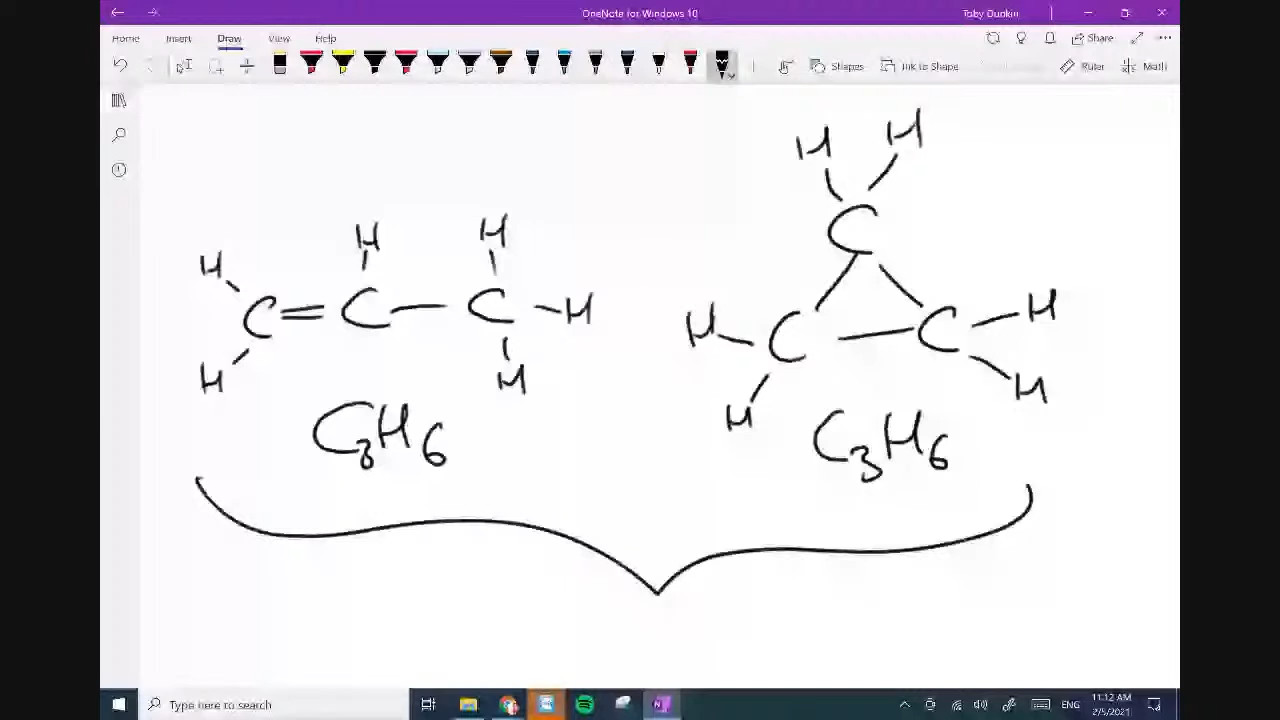 OneNote for Windows 10
Toby Dunkin
Home Insert Draw View Help
Share
Shapes
Ink to Shape
Ruler
Math
H H
C
H H H
C = C — C — H
H H
C3H6
H C C H
H H
C3H6
Type here to search
ENG
11:12 AM
2/5/2021